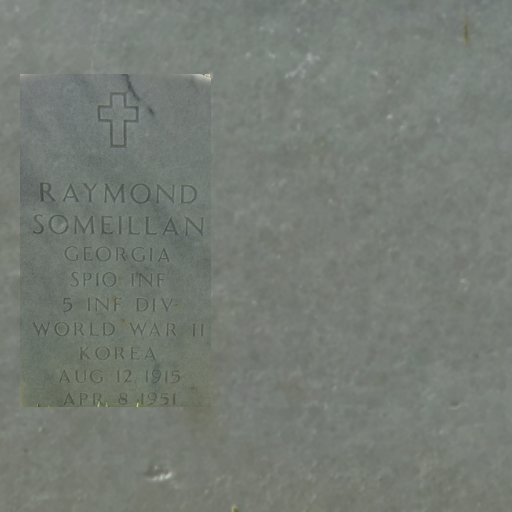 RAYMOND
SOMEILLAN
GEORGIA
SP10 INF
5 INF DIV
WORLD WAR II
KOREA
AUG 12 1915
APR 8 1951